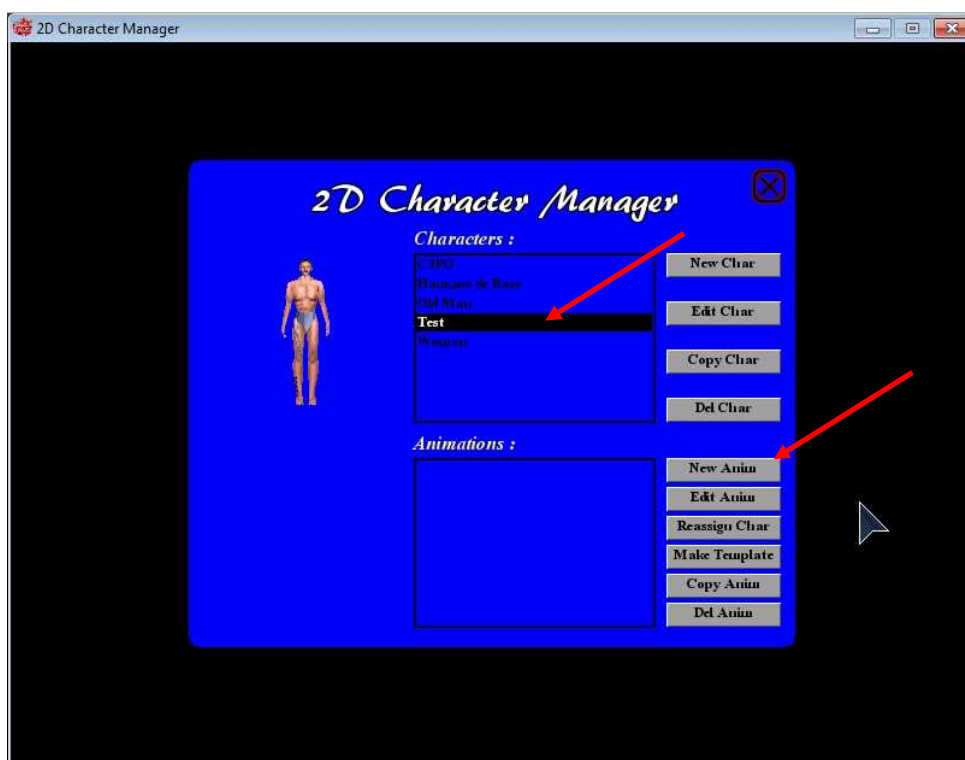 2D Character Manager
2D Character Manager
Characters :
C3PO
Homme de Base
Old Man
Test
Woman
New Char
Edit Char
Copy Char
Del Char
Animations :
New Anim
Edit Anim
Reassign Char
Make Template
Copy Anim
Del Anim